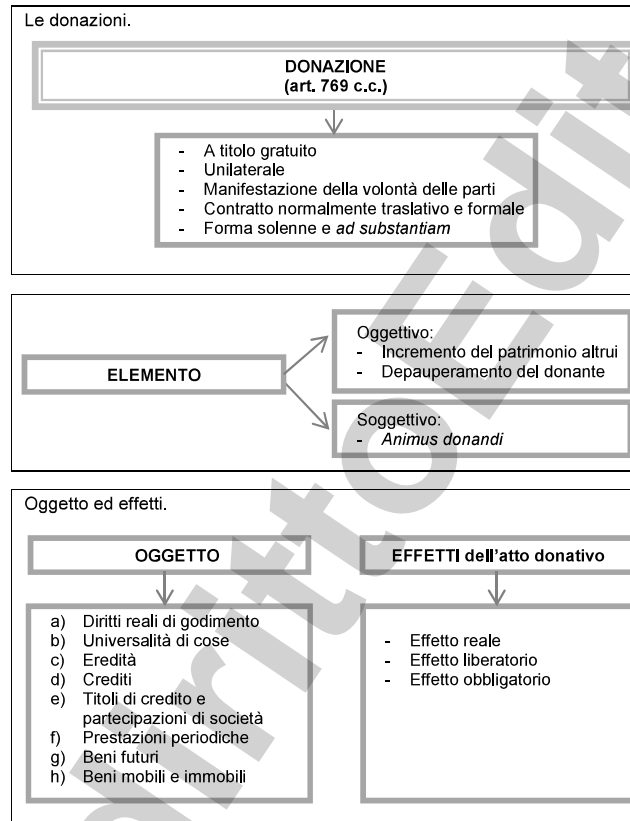 Le donazioni.
DONAZIONE
(art. 769 c.c.)
- A titolo gratuito
- Unilaterale
- Manifestazione della volontà delle parti
- Contratto normalmente traslativo e formale
- Forma solenne e ad substantiam
ELEMENTO
Oggettivo:
- Incremento del patrimonio altrui
- Depauperamento del donante
Soggettivo:
- Animus donandi
Oggetto ed effetti.
OGGETTO
a) Diritti reali di godimento
b) Universalità di cose
c) Eredità
d) Crediti
e) Titoli di credito e
partecipazioni di società
f) Prestazioni periodiche
g) Beni futuri
h) Beni mobili e immobili
EFFETTI dell'atto donativo
- Effetto reale
- Effetto liberatorio
- Effetto obbligatorio
dirittoEdit